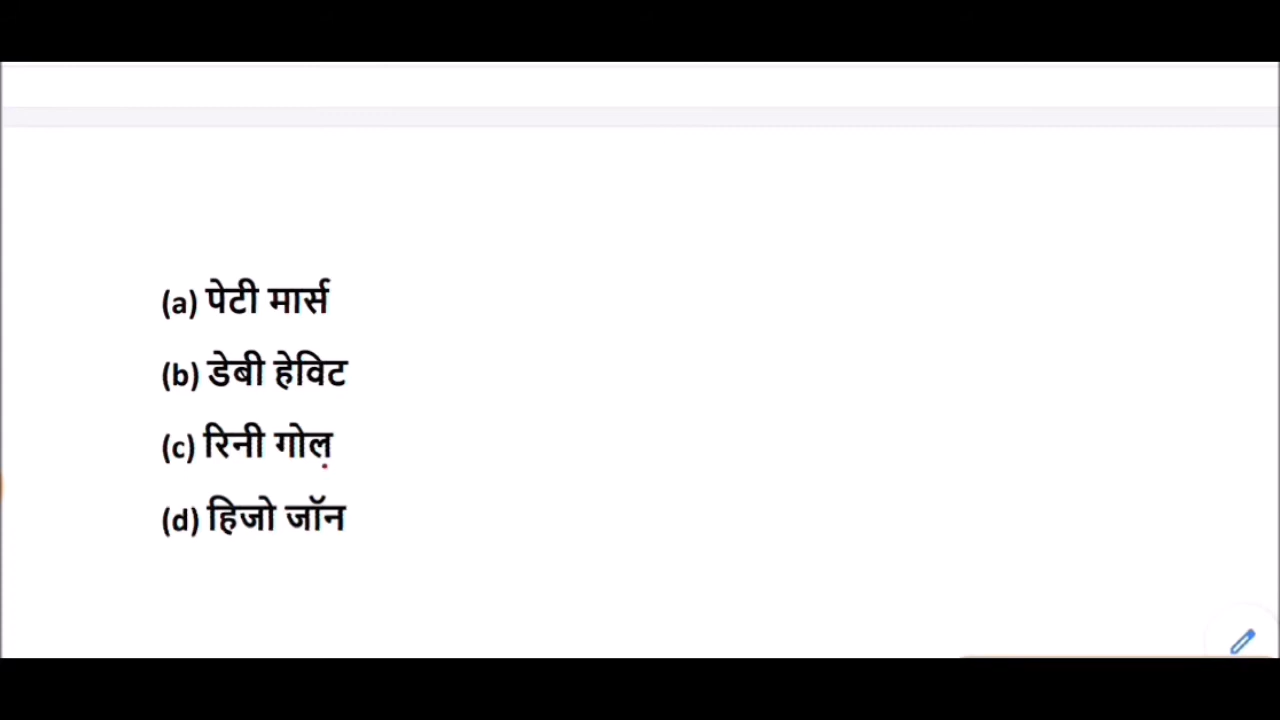 (a) पेटी मार्स
(b) डेबी हेविट
(c) रिनी गोल
(d) हिजो जॉन